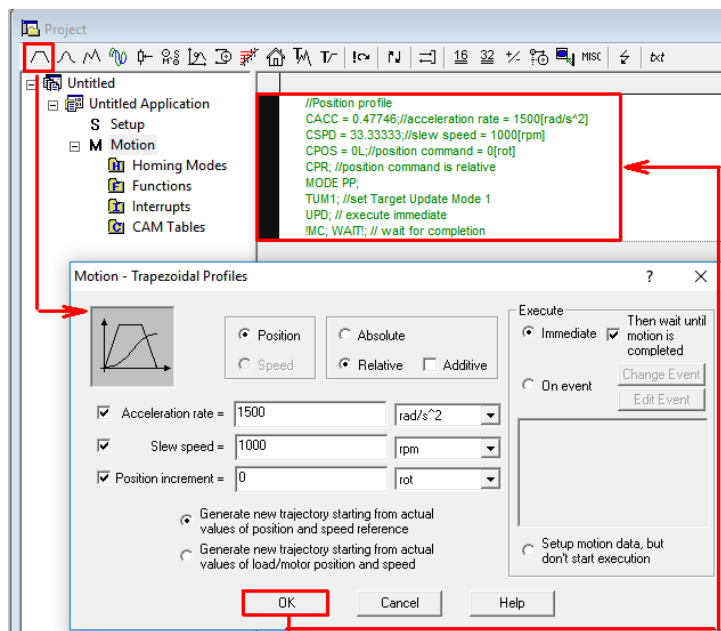 Project
R·S
T/-
16
32
+/-
MISC
txt
Untitled
Untitled Application
S Setup
M Motion
H Homing Modes
F Functions
I Interrupts
C CAM Tables
//Position profile
CACC = 0.47746;//acceleration rate = 1500[rad/s^2]
CSPD = 33.33333;//slew speed = 1000[rpm]
CPOS = 0L;//position command = 0[rot]
CPR; //position command is relative
MODE PP;
TUM1; //set Target Update Mode 1
UPD; // execute immediate
!MC; WAIT!; // wait for completion
Motion - Trapezoidal Profiles
Position
Speed
Absolute
Relative
Additive
Acceleration rate =
1500
rad/s^2
Slew speed =
1000
rpm
Position increment =
0
rot
Generate new trajectory starting from actual
values of position and speed reference
Generate new trajectory starting from actual
values of load/motor position and speed
Execute
Immediate
Then wait until
motion is
completed
On event
Change Event
Edit Event
Setup motion data, but
don't start execution
OK
Cancel
Help